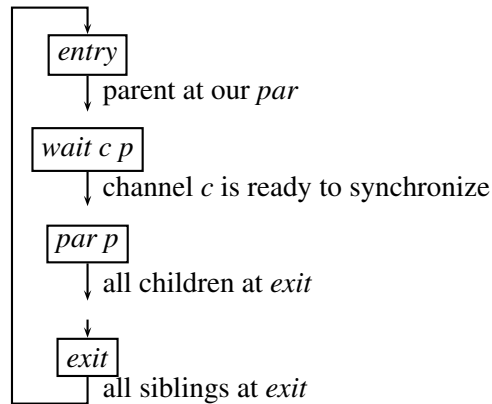 entry
parent at our par
wait c p
channel c is ready to synchronize
par p
all children at exit
exit
all siblings at exit